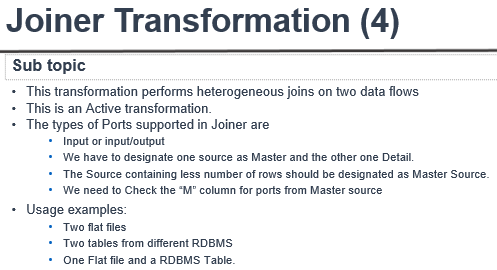 Joiner Transformation (4)
Sub topic
• This transformation performs heterogeneous joins on two data flows
• This is an Active transformation.
• The types of Ports supported in Joiner are
• Input or input/output
• We have to designate one source as Master and the other one Detail.
• The Source containing less number of rows should be designated as Master Source.
• We need to Check the “M” column for ports from Master source
• Usage examples:
• Two flat files
• Two tables from different RDBMS
• One Flat file and a RDBMS Table.